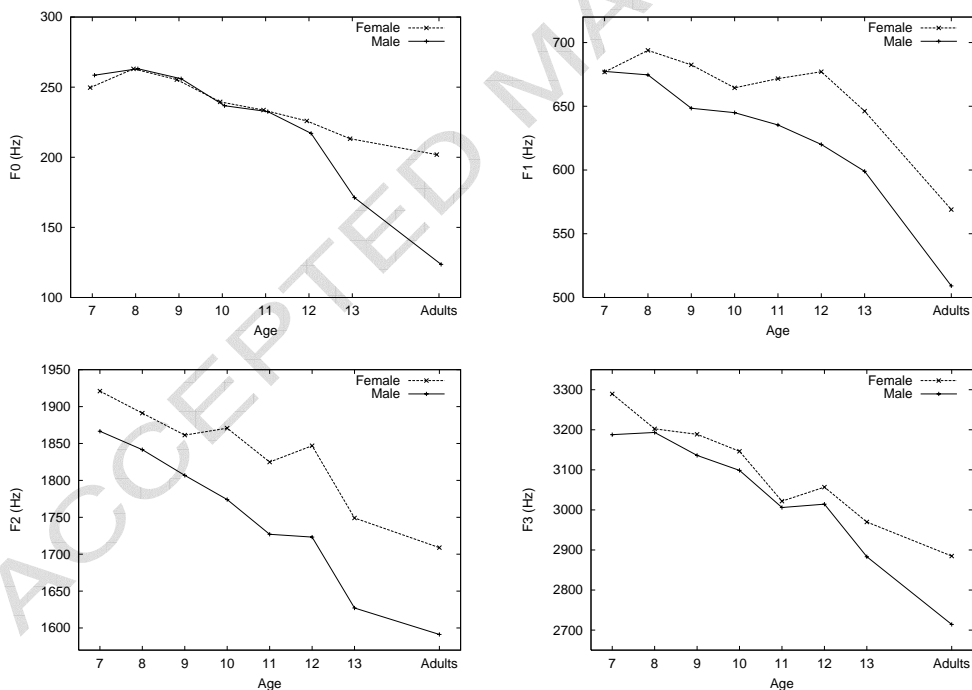 300
250
200
150
100
F0 (Hz)
7 8 9 10 11 12 13 Adults
Age
Female
Male
700
650
600
550
500
F1 (Hz)
7 8 9 10 11 12 13 Adults
Age
Female
Male
1950
1900
1850
1800
1750
1700
1650
1600
F2 (Hz)
7 8 9 10 11 12 13 Adults
Age
Female
Male
3300
3200
3100
3000
2900
2800
2700
F3 (Hz)
7 8 9 10 11 12 13 Adults
Age
Female
Male
ACCEPTED MA